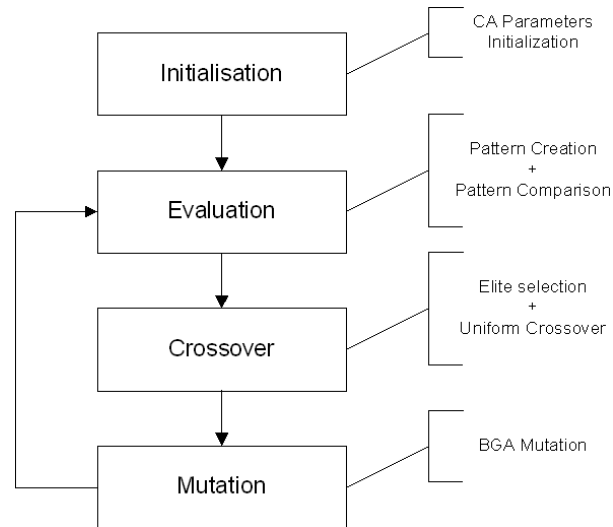 CA Parameters
Initialization
Initialisation
Pattern Creation
+
Pattern Comparison
Evaluation
Elite selection
+
Uniform Crossover
Crossover
BGA Mutation
Mutation